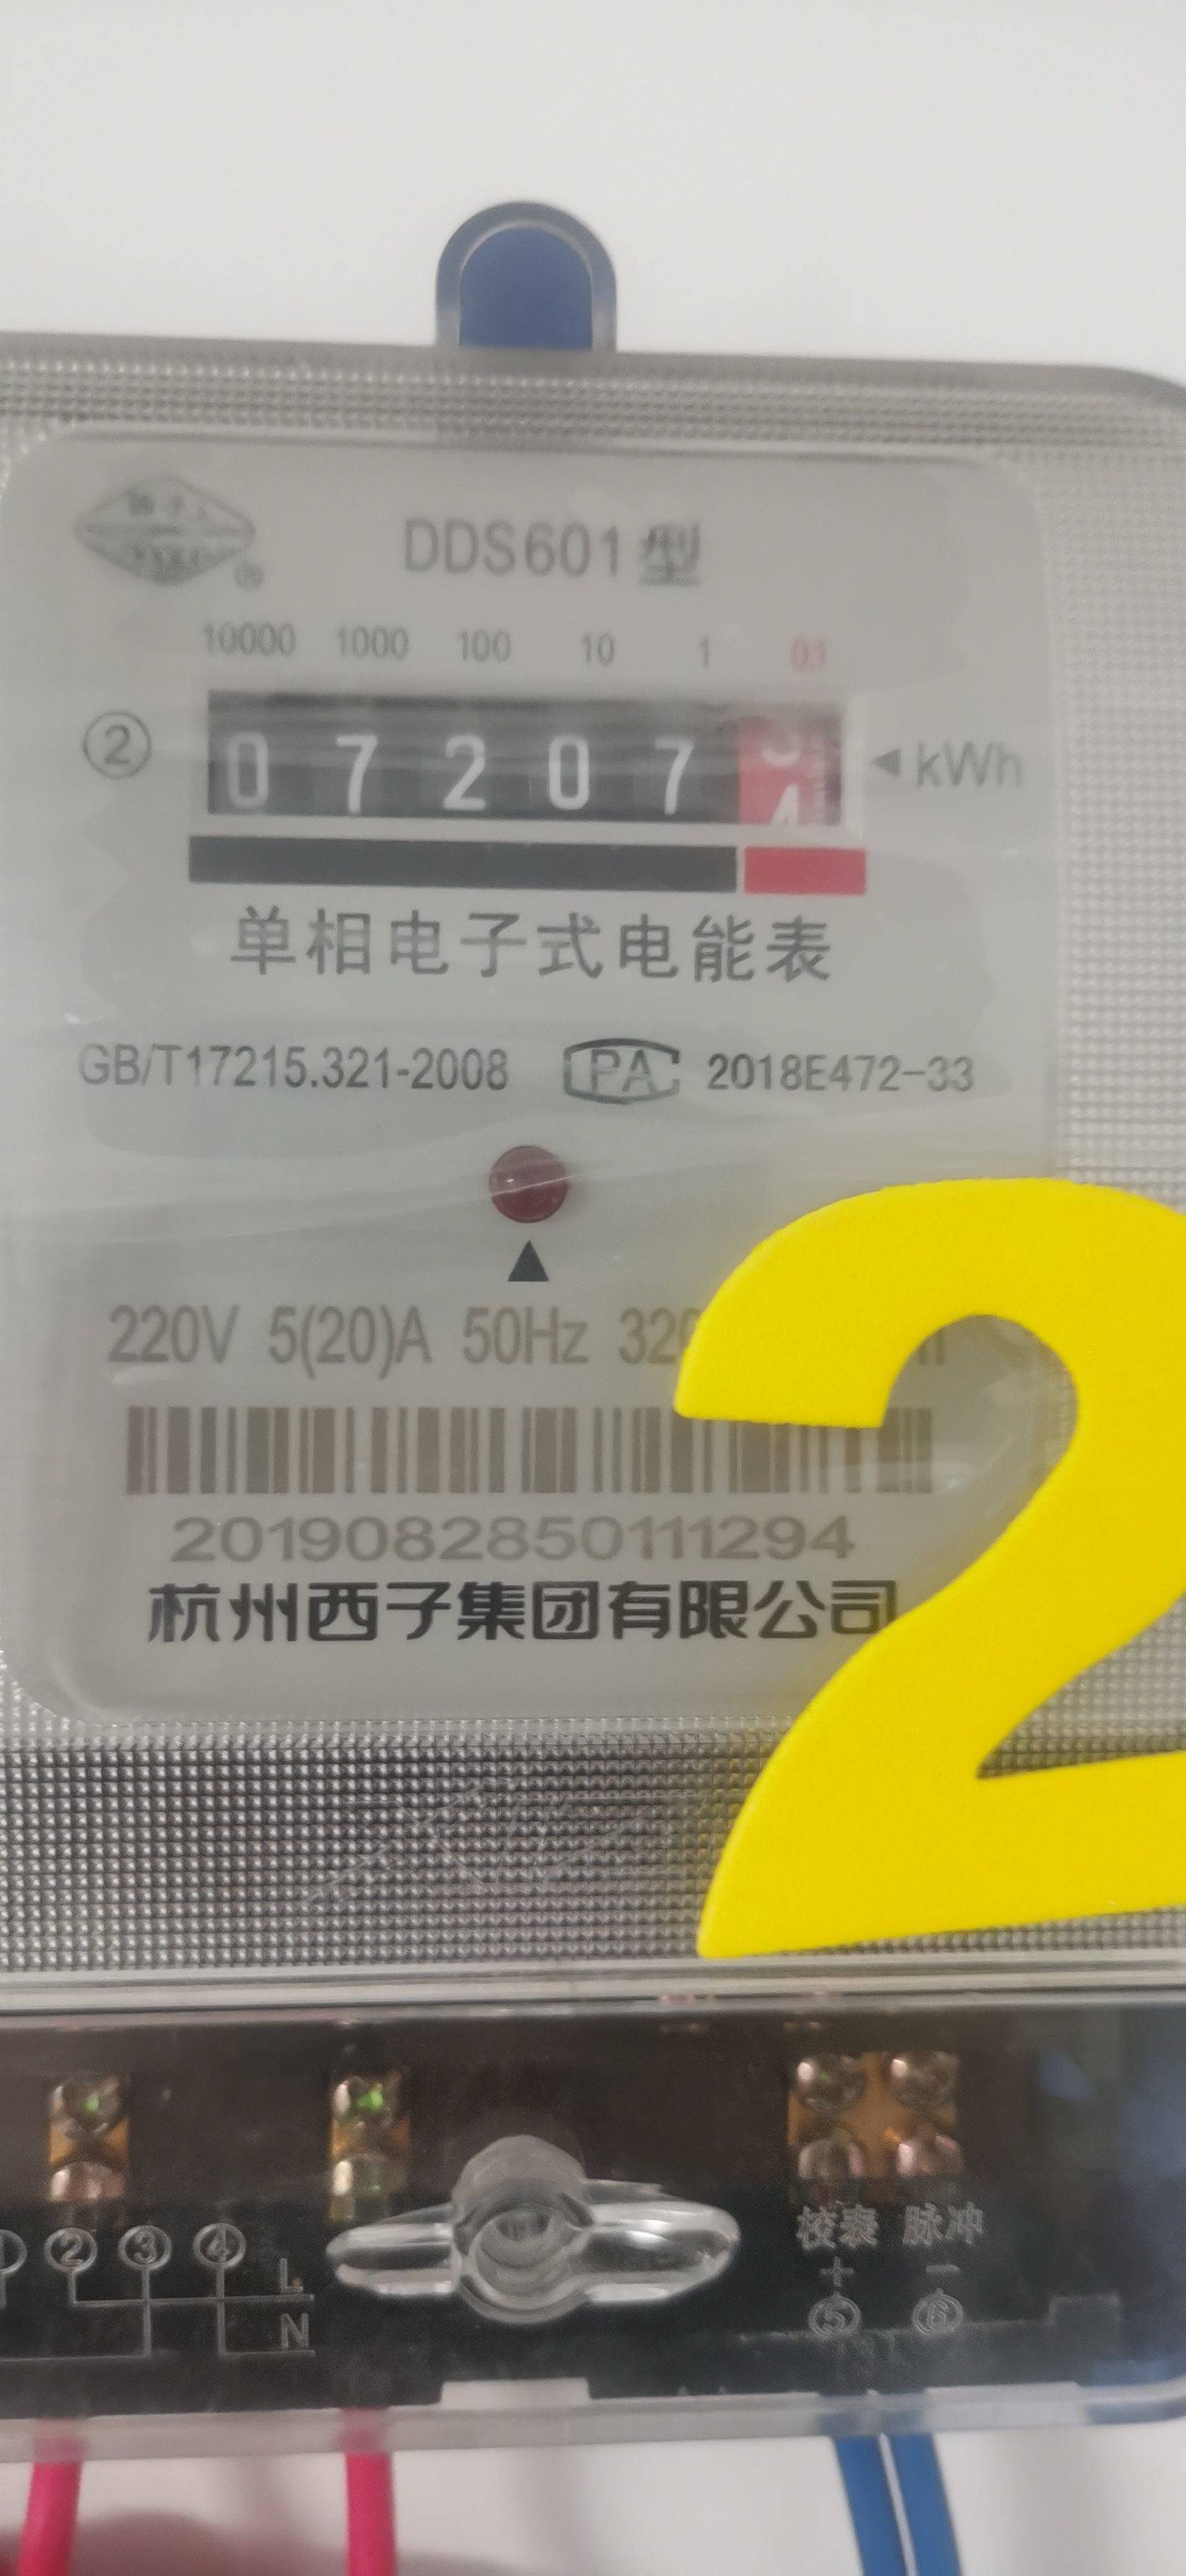 DDS601型
10000 1000 100 10 1 0.1
② 0 7 2 0 7 ◀kWh
单相电子式电能表
GB/T17215.321-2008 CPA 2018E472-33
▲
220V 5(20)A 50Hz
2019082850111294
杭州西子集团有限公司
2
校表 脉冲
② ③ ④ L + −
N ⑤ ⑥